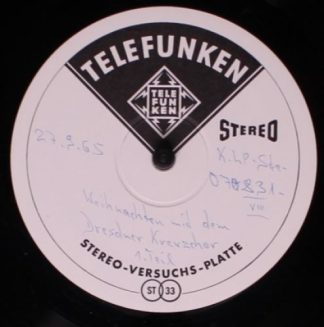 TELEFUNKEN
TELE
FUN
KEN
STEREO
27.9.65
K.LP-Ste-
070831-
VIII
Weihnachten mit dem
Dresdner Kreuzchor
1. Teil
STEREO-VERSUCHS-PLATTE
ST 33